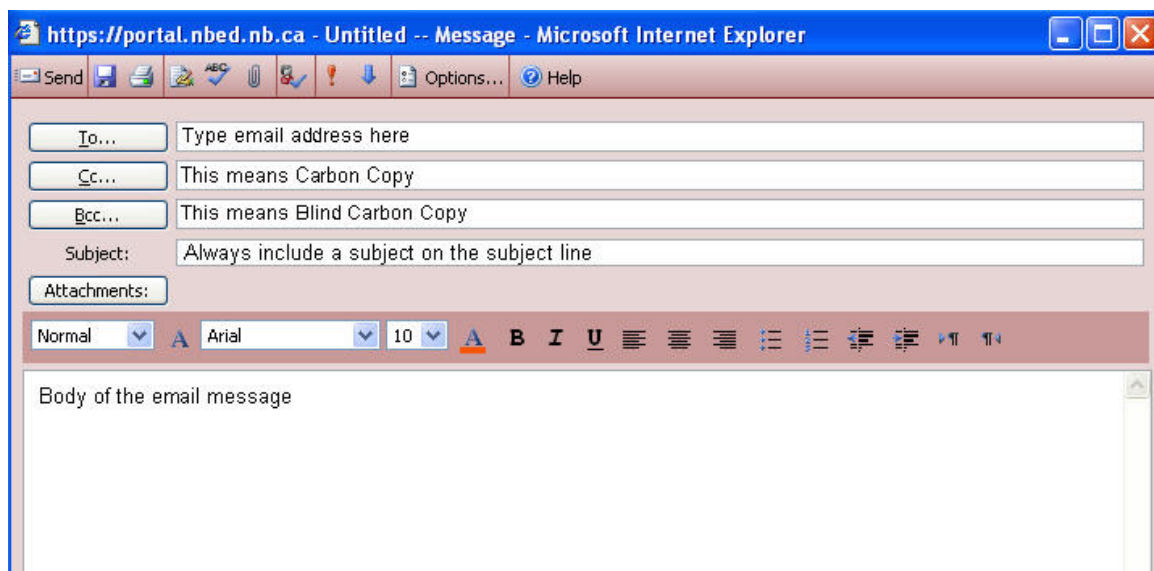 https://portal.nbed.nb.ca - Untitled -- Message - Microsoft Internet Explorer
Send ABC Options... Help
To... Type email address here
Cc... This means Carbon Copy
Bcc... This means Blind Carbon Copy
Subject: Always include a subject on the subject line
Attachments:
Normal A Arial 10 A B I U
Body of the email message